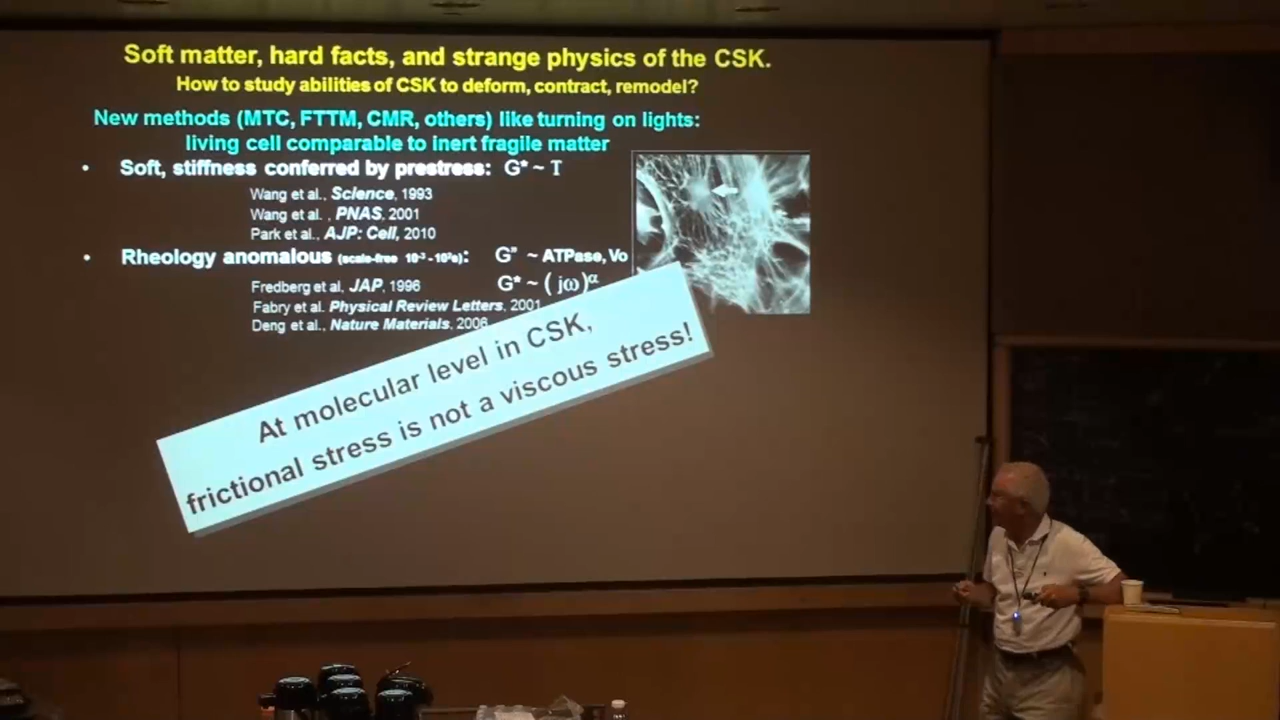 Soft matter, hard facts, and strange physics of the CSK.
How to study abilities of CSK to deform, contract, remodel?
New methods (MTC, FTTM, CMR, others) like turning on lights:
living cell comparable to inert fragile matter
• Soft, stiffness conferred by prestress: G* ~ T
Wang et al., Science, 1993
Wang et al. , PNAS, 2001
Park et al., AJP: Cell, 2010
• Rheology anomalous (scale-free 10⁻³ - 10³s): G" ~ ATPase, Vo
Fredberg et al, JAP, 1996 G* ~ ( jω )α
Fabry et al. Physical Review Letters, 2001
Deng et al., Nature Materials, 2006
At molecular level in CSK,
frictional stress is not a viscous stress!